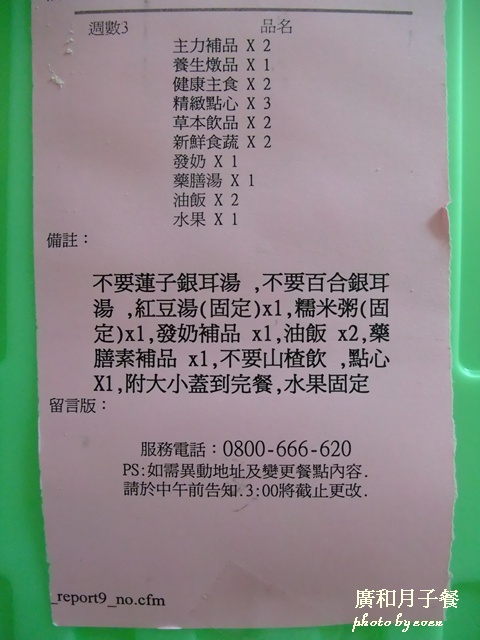 週數3 品名
主力補品 X 2
養生燉品 X 1
健康主食 X 2
精緻點心 X 3
草本飲品 X 2
新鮮食蔬 X 2
發奶 X 1
藥膳湯 X 1
油飯 X 2
水果 X 1
備註：
不要蓮子銀耳湯 ,不要百合銀耳
湯 ,紅豆湯(固定)x1,糯米粥(固
定)x1,發奶補品 x1,油飯 x2,藥
膳素補品 x1,不要山楂飲 ,點心
X1,附大小蓋到完餐,水果固定
留言版：
服務電話：0800-666-620
PS:如需異動地址及變更餐點內容.
請於中午前告知.3:00將截止更改.
_report9_no.cfm
廣和月子餐
photo by even